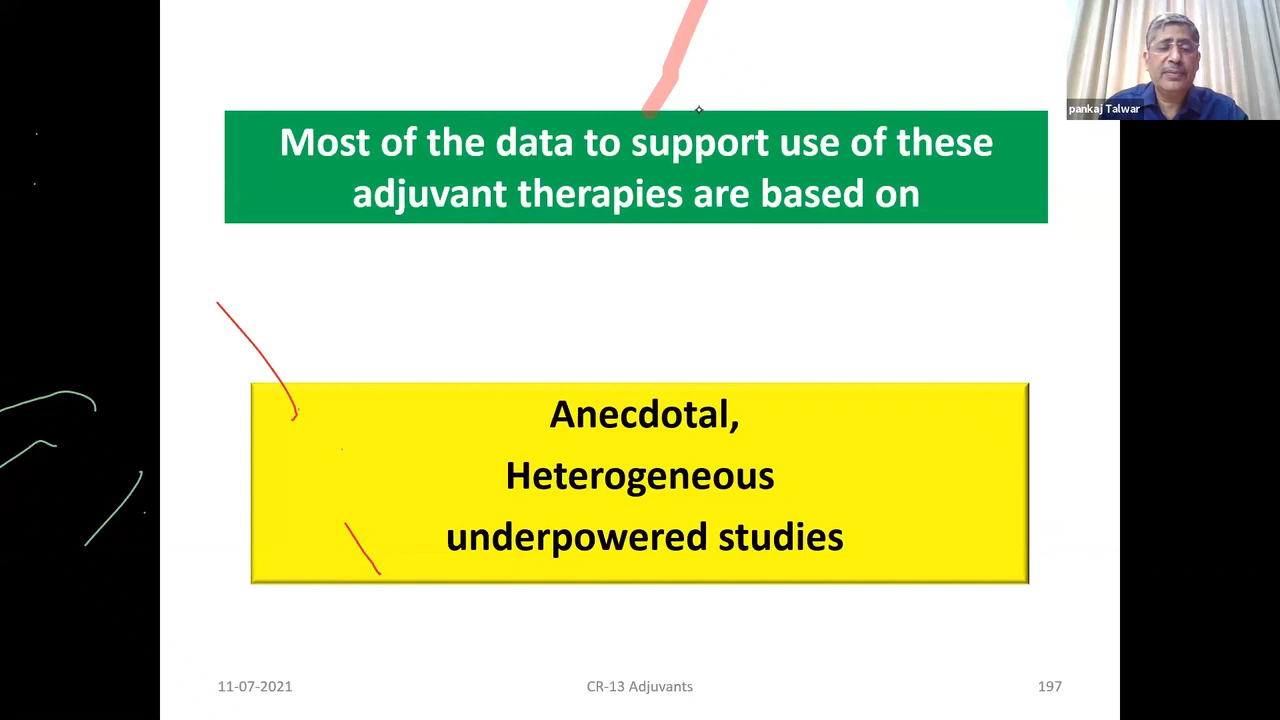 pankaj Talwar
Most of the data to support use of these
adjuvant therapies are based on
Anecdotal,
Heterogeneous
underpowered studies
11-07-2021
CR-13 Adjuvants
197